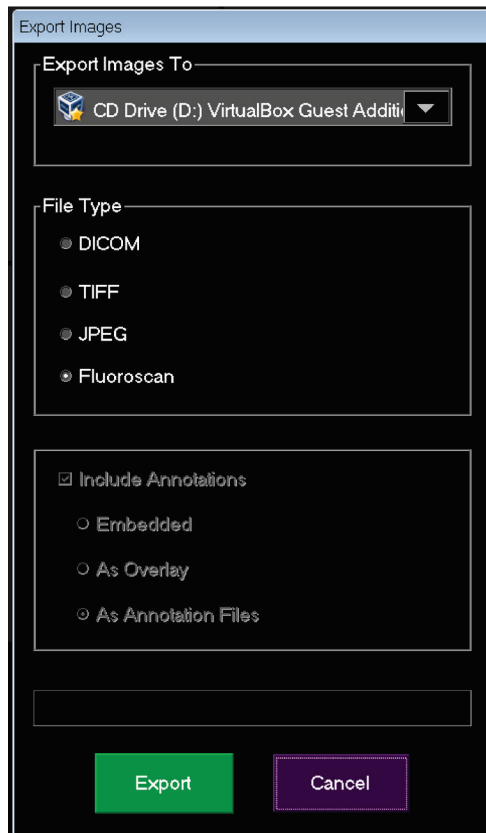 Export Images
Export Images To
CD Drive (D:) VirtualBox Guest Additi
File Type
DICOM
TIFF
JPEG
Fluoroscan
Include Annotations
Embedded
As Overlay
As Annotation Files
Export Cancel